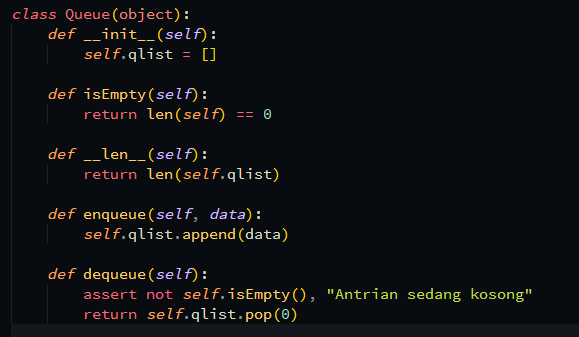 class Queue(object):
    def __init__(self):
        self.qlist = []

    def isEmpty(self):
        return len(self) == 0

    def __len__(self):
        return len(self.qlist)

    def enqueue(self, data):
        self.qlist.append(data)

    def dequeue(self):
        assert not self.isEmpty(), "Antrian sedang kosong"
        return self.qlist.pop(0)